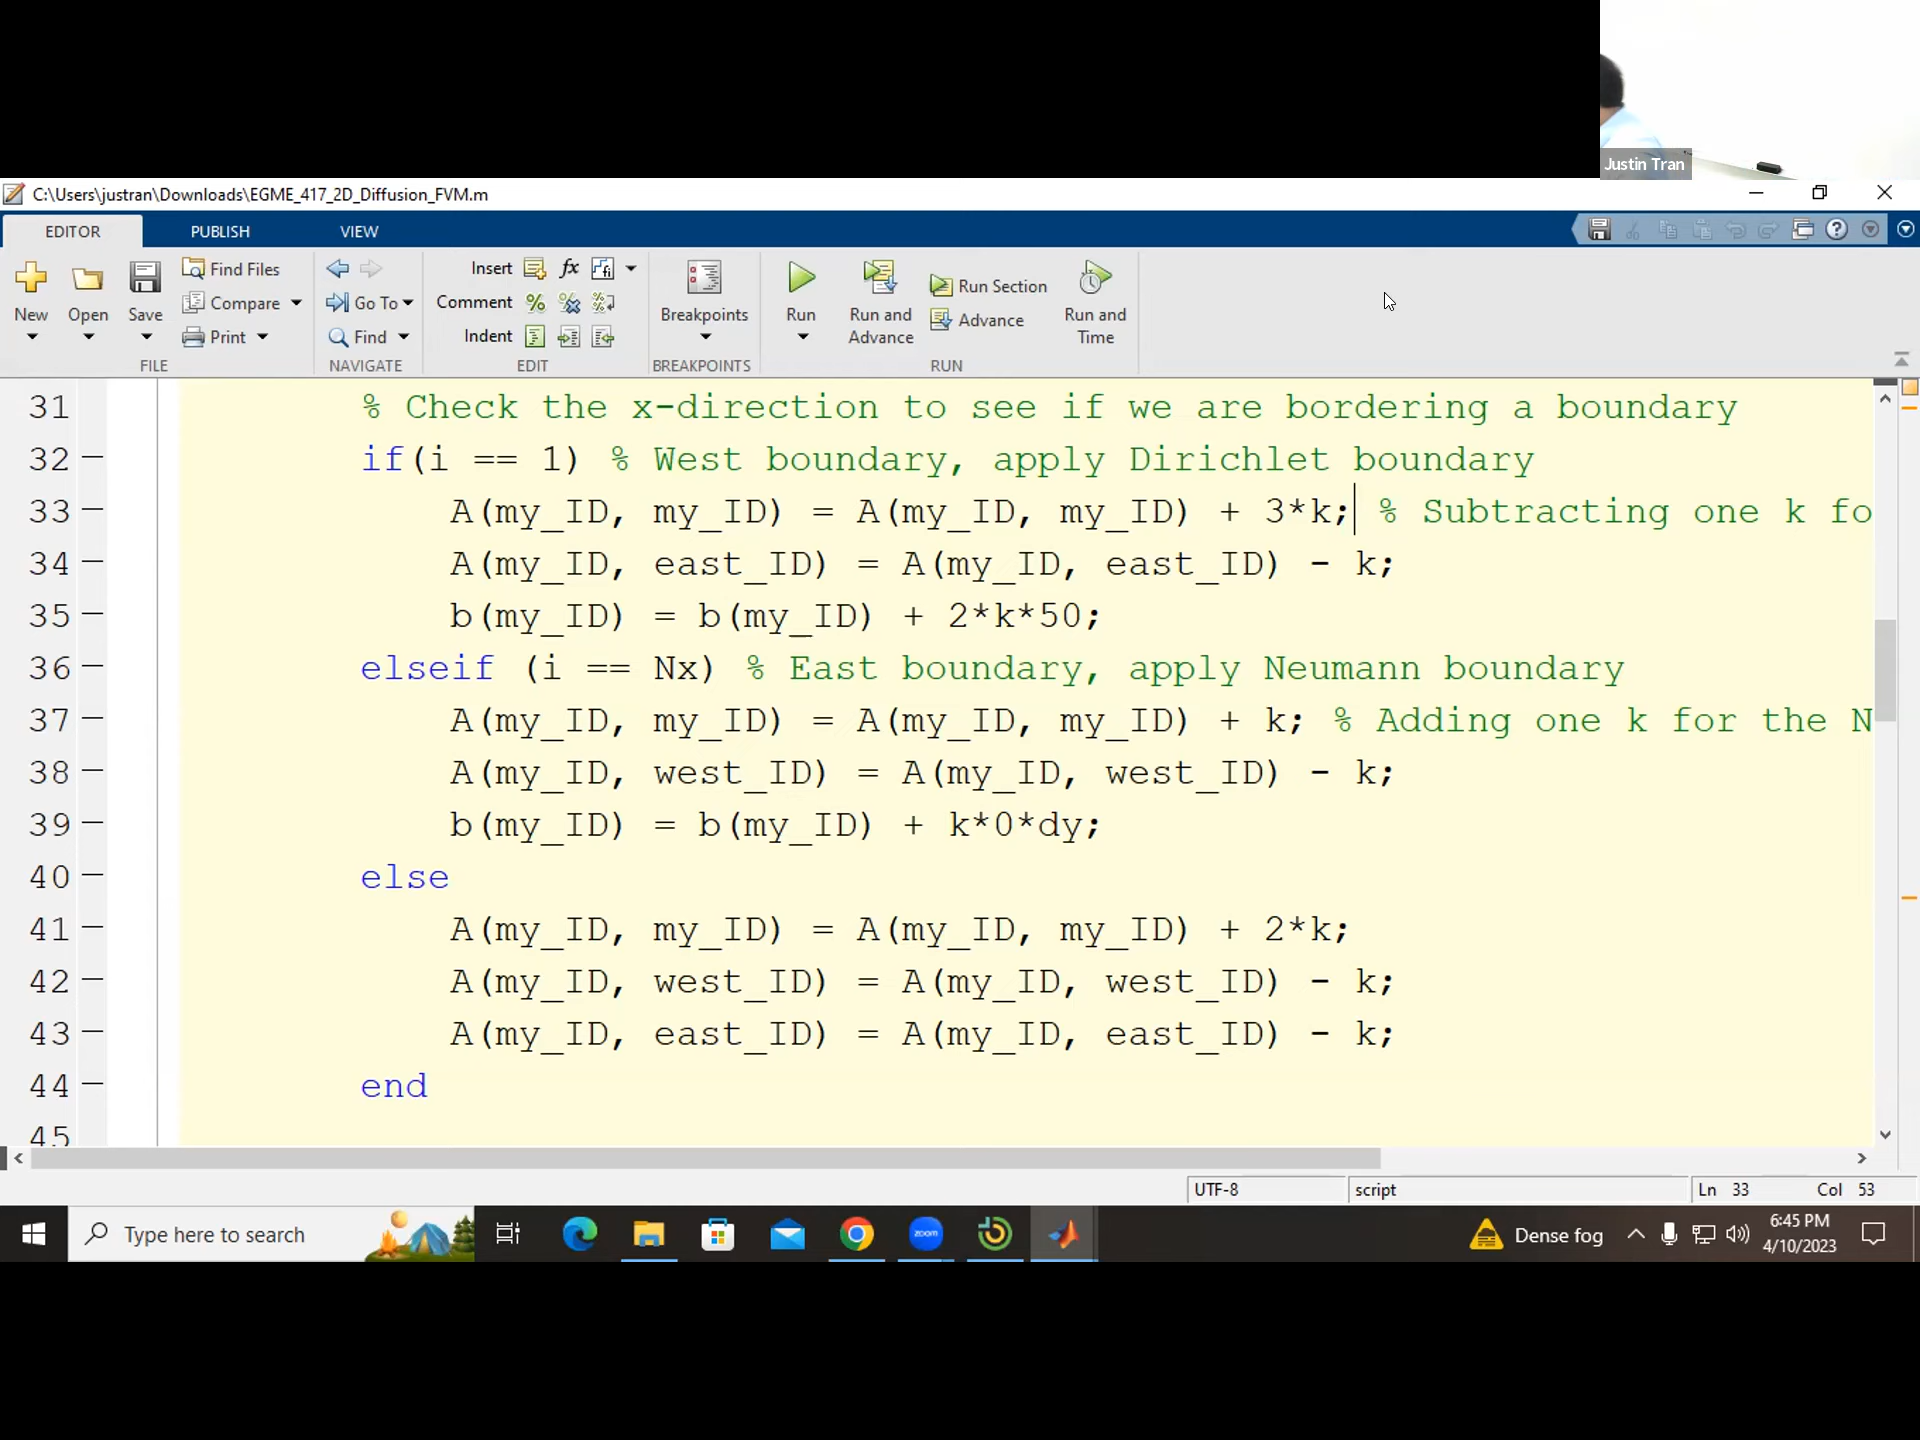 Justin Tran
C:\Users\justran\Downloads\EGME_417_2D_Diffusion_FVM.m
EDITOR PUBLISH VIEW
New Open Save Find Files Compare Print
FILE
Go To Find
NAVIGATE
Insert fx
Comment
Indent
EDIT
Breakpoints
BREAKPOINTS
Run Run and Advance Run Section Advance Run and Time
RUN
31 % Check the x-direction to see if we are bordering a boundary
32 if(i == 1) % West boundary, apply Dirichlet boundary
33 A(my_ID, my_ID) = A(my_ID, my_ID) + 3*k; % Subtracting one k fo
34 A(my_ID, east_ID) = A(my_ID, east_ID) - k;
35 b(my_ID) = b(my_ID) + 2*k*50;
36 elseif (i == Nx) % East boundary, apply Neumann boundary
37 A(my_ID, my_ID) = A(my_ID, my_ID) + k; % Adding one k for the N
38 A(my_ID, west_ID) = A(my_ID, west_ID) - k;
39 b(my_ID) = b(my_ID) + k*0*dy;
40 else
41 A(my_ID, my_ID) = A(my_ID, my_ID) + 2*k;
42 A(my_ID, west_ID) = A(my_ID, west_ID) - k;
43 A(my_ID, east_ID) = A(my_ID, east_ID) - k;
44 end
45
UTF-8 script Ln 33 Col 53
Type here to search zoom Dense fog 6:45 PM
4/10/2023